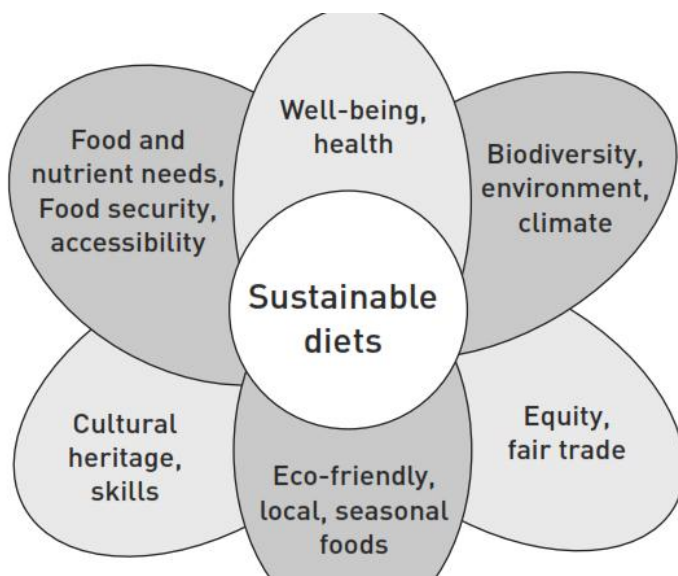 Well-being,
health
Food and
nutrient needs,
Food security,
accessibility
Biodiversity,
environment,
climate
Sustainable
diets
Cultural
heritage,
skills
Equity,
fair trade
Eco-friendly,
local, seasonal
foods